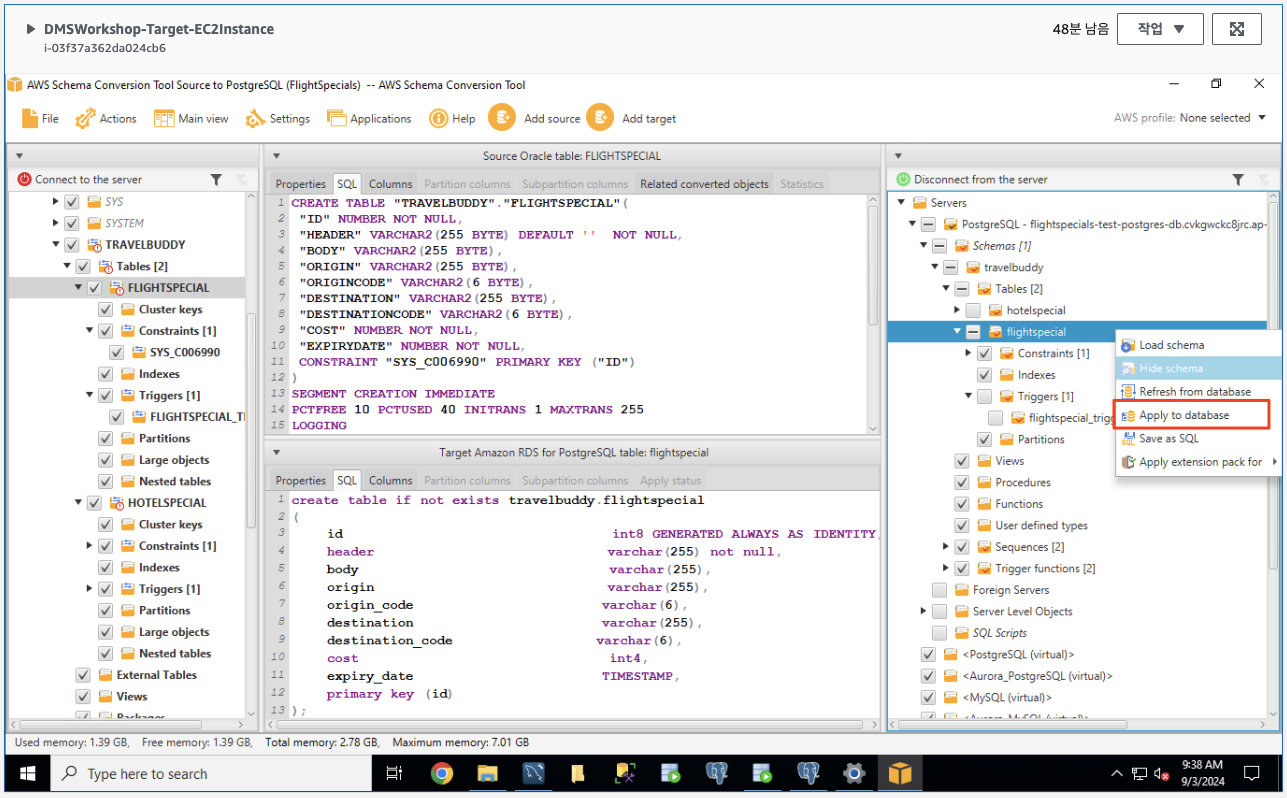 DMSWorkshop-Target-EC2Instance
i-03f37a362da024cb6
48분 남음
작업
AWS Schema Conversion Tool Source to PostgreSQL (FlightSpecials) -- AWS Schema Conversion Tool
File Actions Main view Settings Applications Help Add source Add target
AWS profile: None selected
Connect to the server
SYS
SYSTEM
TRAVELBUDDY
Tables [2]
FLIGHTSPECIAL
Cluster keys
Constraints [1]
SYS_C006990
Indexes
Triggers [1]
FLIGHTSPECIAL_T
Partitions
Large objects
Nested tables
HOTELSPECIAL
Cluster keys
Constraints [1]
Indexes
Triggers [1]
Partitions
Large objects
Nested tables
External Tables
Views
Packages
Source Oracle table: FLIGHTSPECIAL
Properties SQL Columns Partition columns Subpartition columns Related converted objects Statistics
1 CREATE TABLE "TRAVELBUDDY"."FLIGHTSPECIAL"(
2 "ID" NUMBER NOT NULL,
3 "HEADER" VARCHAR2(255 BYTE) DEFAULT '' NOT NULL,
4 "BODY" VARCHAR2(255 BYTE),
5 "ORIGIN" VARCHAR2(255 BYTE),
6 "ORIGINCODE" VARCHAR2(6 BYTE),
7 "DESTINATION" VARCHAR2(255 BYTE),
8 "DESTINATIONCODE" VARCHAR2(6 BYTE),
9 "COST" NUMBER NOT NULL,
10 "EXPIRYDATE" NUMBER NOT NULL,
11 CONSTRAINT "SYS_C006990" PRIMARY KEY ("ID")
12 )
13 SEGMENT CREATION IMMEDIATE
14 PCTFREE 10 PCTUSED 40 INITRANS 1 MAXTRANS 255
15 LOGGING
Target Amazon RDS for PostgreSQL table: flightspecial
Properties SQL Columns Partition columns Subpartition columns Apply status
1 create table if not exists travelbuddy.flightspecial
2 (
3 id int8 GENERATED ALWAYS AS IDENTITY,
4 header varchar(255) not null,
5 body varchar(255),
6 origin varchar(255),
7 origin_code varchar(6),
8 destination varchar(255),
9 destination_code varchar(6),
10 cost int4,
11 expiry_date TIMESTAMP,
12 primary key (id)
13 );
Disconnect from the server
Servers
PostgreSQL - flightspecials-test-postgres-db.cvkgwckc8jrc.ap-
Schemas [1]
travelbuddy
Tables [2]
hotelspecial
flightspecial
Constraints [1]
Indexes
Triggers [1]
flightspecial_trigg
Partitions
Views
Procedures
Functions
User defined types
Sequences [2]
Trigger functions [2]
Foreign Servers
Server Level Objects
SQL Scripts
<PostgreSQL (virtual)>
<Aurora_PostgreSQL (virtual)>
<MySQL (virtual)>
<Aurora_MySQL (virtual)>
Load schema
Hide schema
Refresh from database
Apply to database
Save as SQL
Apply extension pack for
Used memory: 1.39 GB, Free memory: 1.39 GB, Total memory: 2.78 GB, Maximum memory: 7.01 GB
Type here to search
9:38 AM
9/3/2024